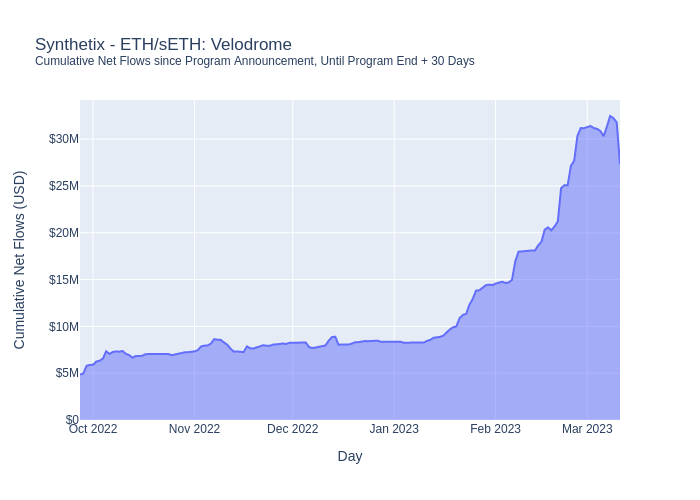 Synthetix - ETH/sETH: Velodrome
Cumulative Net Flows since Program Announcement, Until Program End + 30 Days
$30M
$25M
$20M
$15M
$10M
$5M
$0
Cumulative Net Flows (USD)
Oct 2022 Nov 2022 Dec 2022 Jan 2023 Feb 2023 Mar 2023
Day